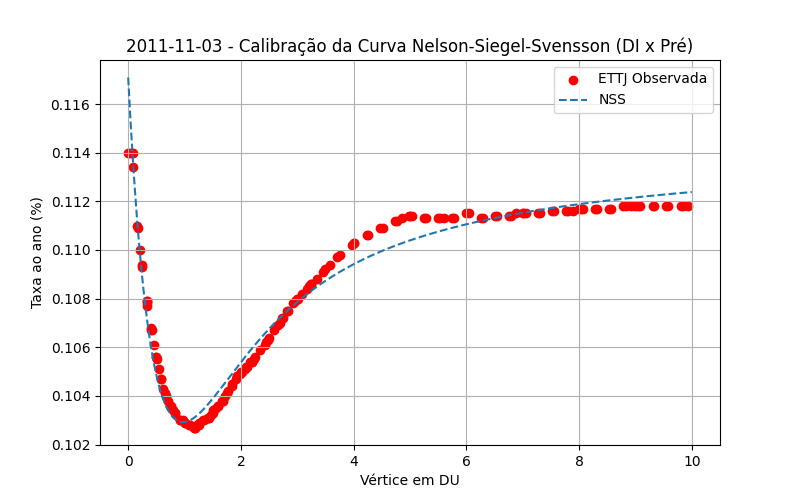 2011-11-03 - Calibração da Curva Nelson-Siegel-Svensson (DI x Pré)
ETTJ Observada
NSS
Taxa ao ano (%)
0.116
0.114
0.112
0.110
0.108
0.106
0.104
0.102
0 2 4 6 8 10
Vértice em DU